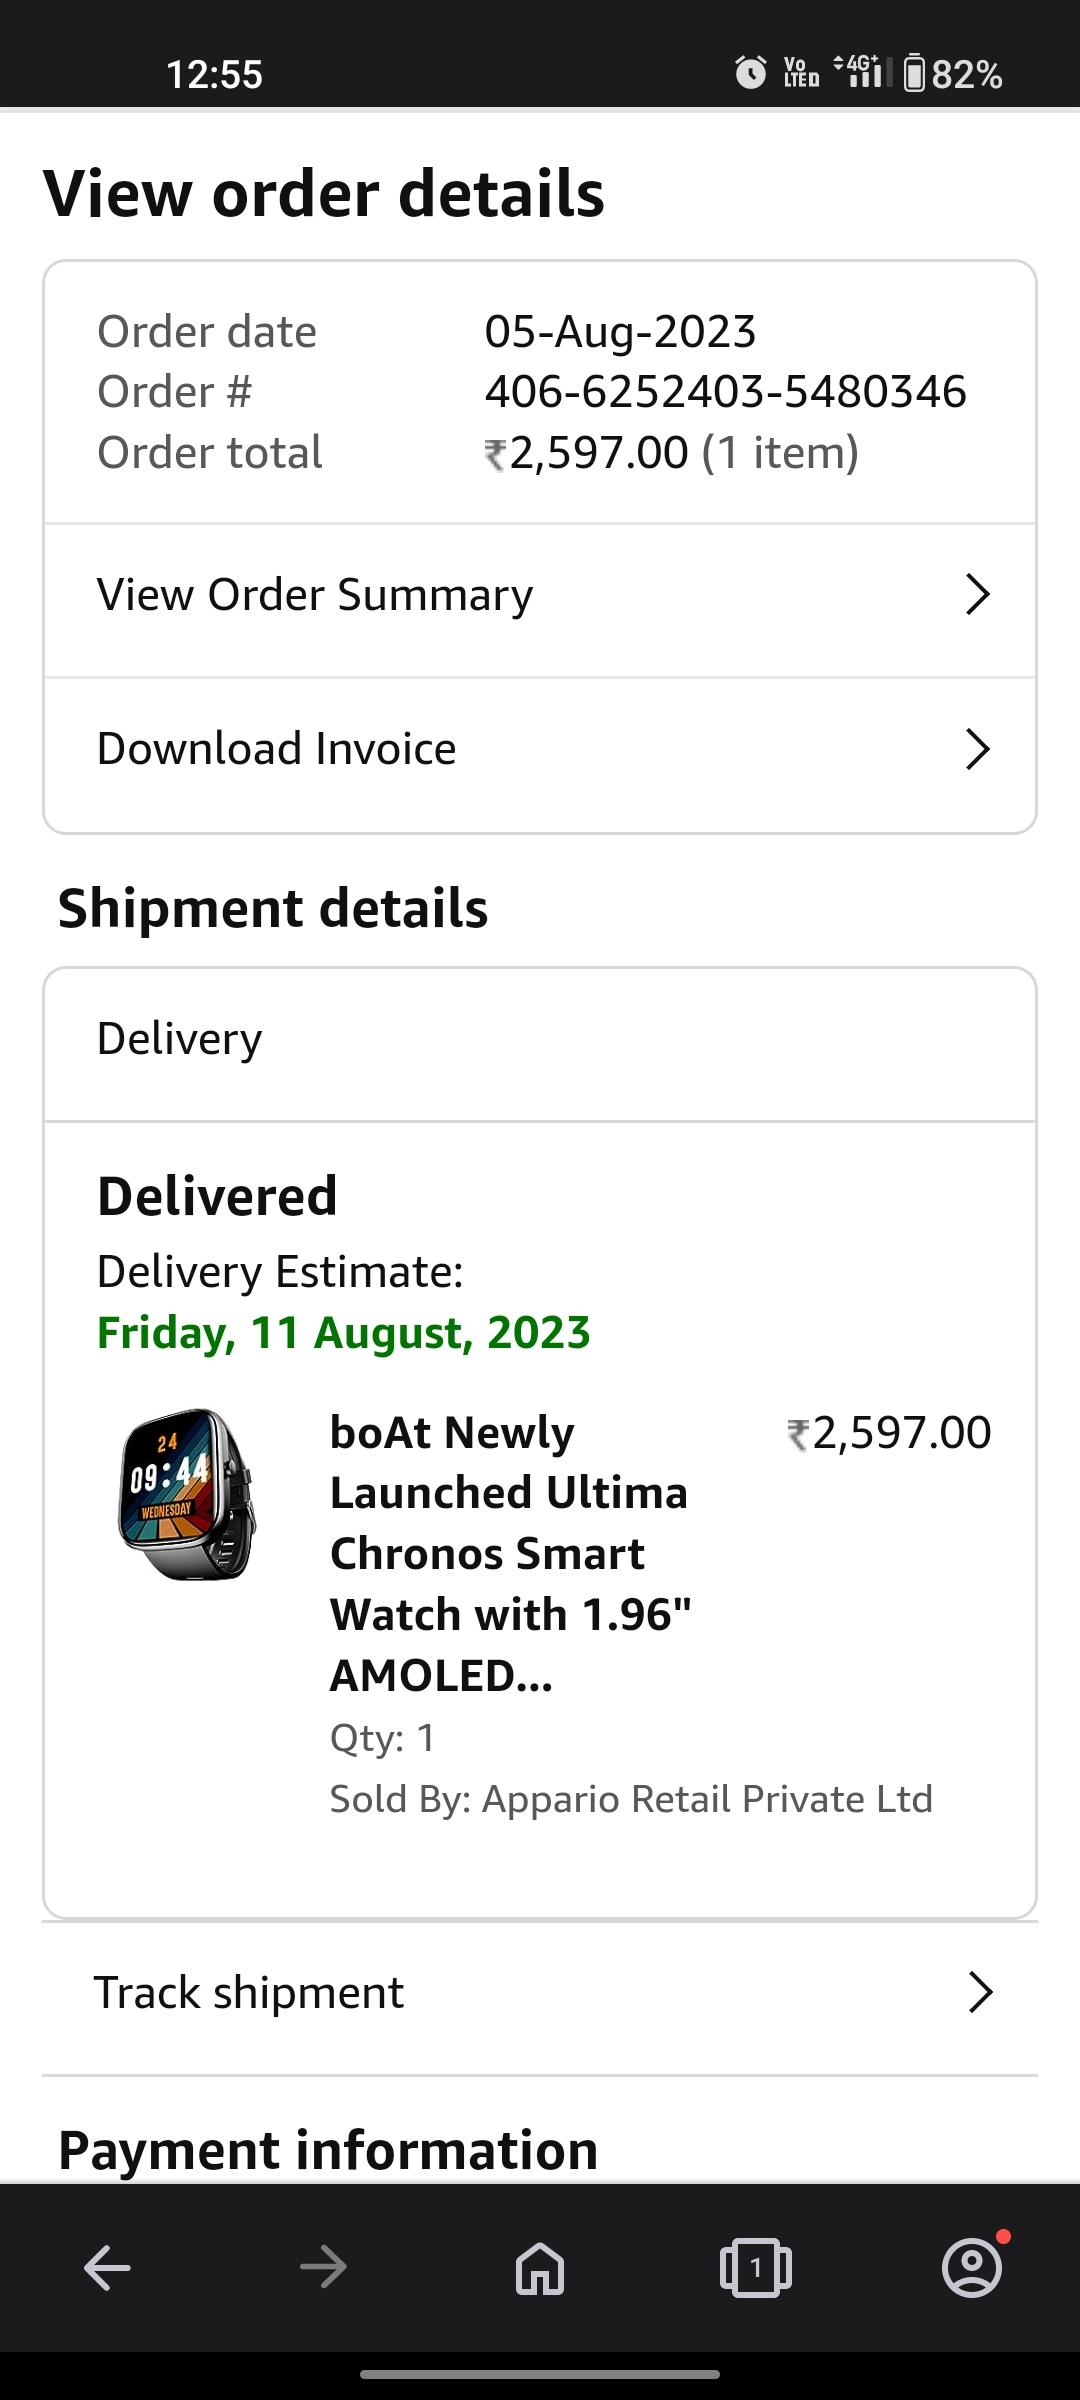 12:55
Vo LTE 4G+ 82%
View order details
Order date 05-Aug-2023
Order # 406-6252403-5480346
Order total ₹2,597.00 (1 item)
View Order Summary
Download Invoice
Shipment details
Delivery
Delivered
Delivery Estimate:
Friday, 11 August, 2023
24
09:44
WEDNESDAY
boAt Newly ₹2,597.00
Launched Ultima
Chronos Smart
Watch with 1.96"
AMOLED...
Qty: 1
Sold By: Appario Retail Private Ltd
Track shipment
Payment information
1